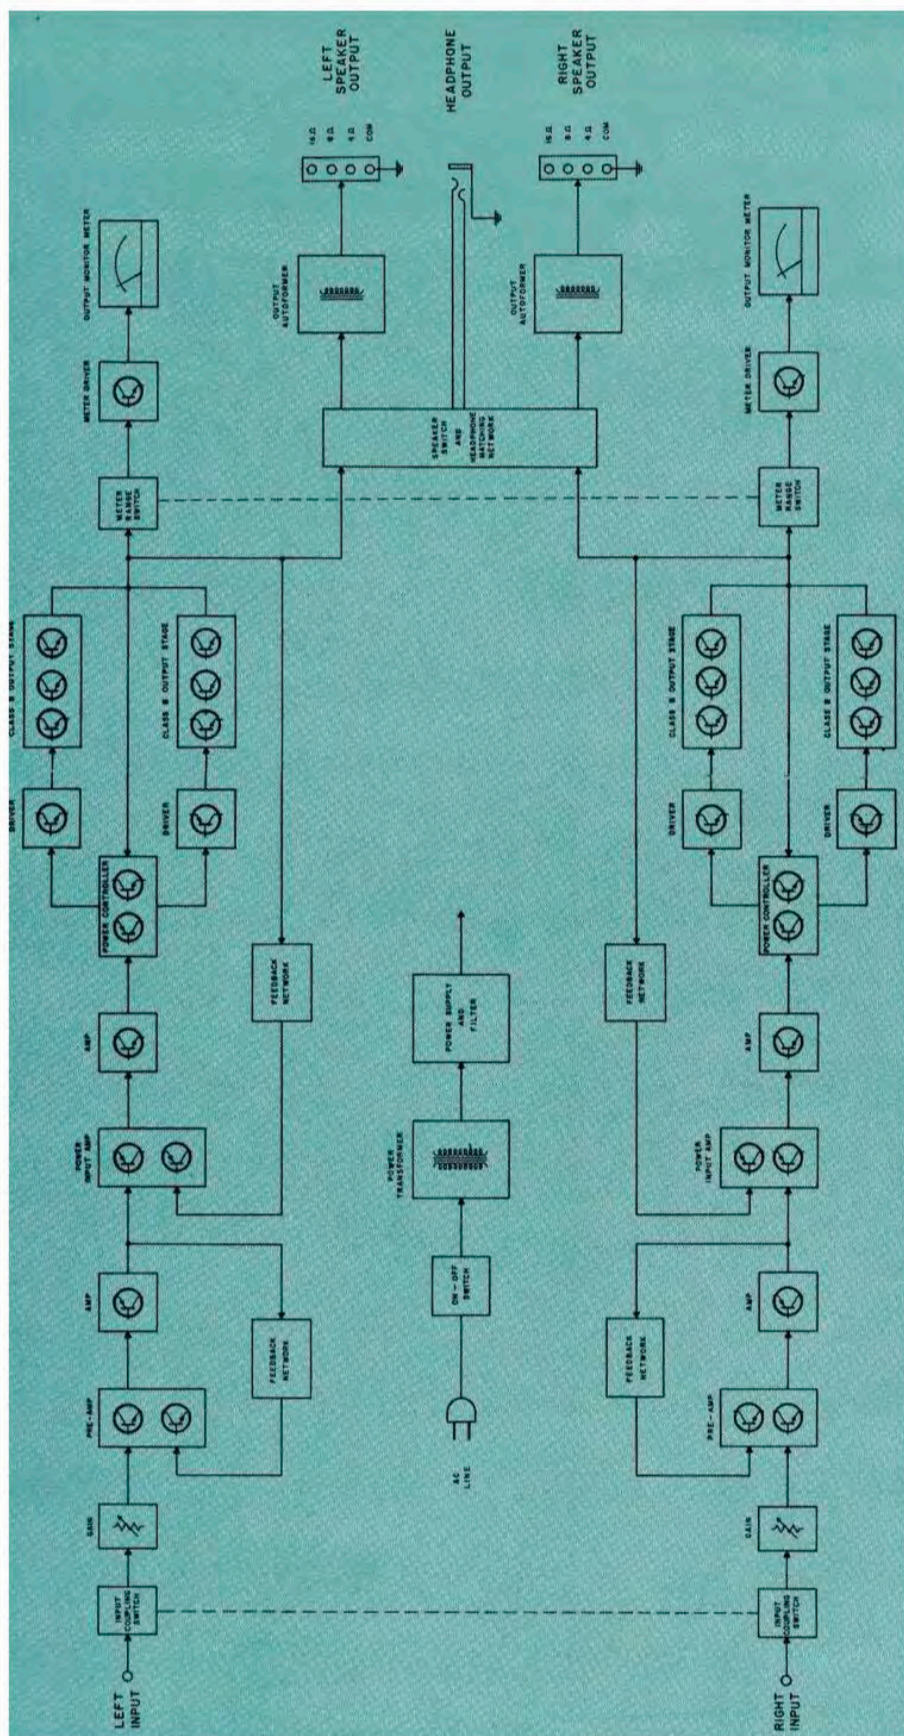 LEFT
INPUT
INPUT
COUPLING
SWITCH
GAIN
PRE-AMP
AMP
FEEDBACK
NETWORK
POWER
INPUT AMP
AMP
FEEDBACK
NETWORK
POWER CONTROLLER
DRIVER
CLASS B OUTPUT STAGE
DRIVER
CLASS B OUTPUT STAGE
METER
RANGE
SWITCH
METER DRIVER
OUTPUT MONITOR METER
OUTPUT
AUTOFORMER
16 Ω
8 Ω
4 Ω
COM
LEFT
SPEAKER
OUTPUT
AC
LINE
ON – OFF
SWITCH
POWER
TRANSFORMER
POWER SUPPLY
AND
FILTER
SPEAKER
SWITCH
AND
HEADPHONE
MATCHING
NETWORK
HEADPHONE
OUTPUT
RIGHT
INPUT
INPUT
COUPLING
SWITCH
GAIN
PRE-AMP
AMP
FEEDBACK
NETWORK
POWER
INPUT AMP
AMP
FEEDBACK
NETWORK
POWER CONTROLLER
DRIVER
CLASS B OUTPUT STAGE
DRIVER
CLASS B OUTPUT STAGE
METER
RANGE
SWITCH
METER DRIVER
OUTPUT MONITOR METER
OUTPUT
AUTOFORMER
16 Ω
8 Ω
4 Ω
COM
RIGHT
SPEAKER
OUTPUT